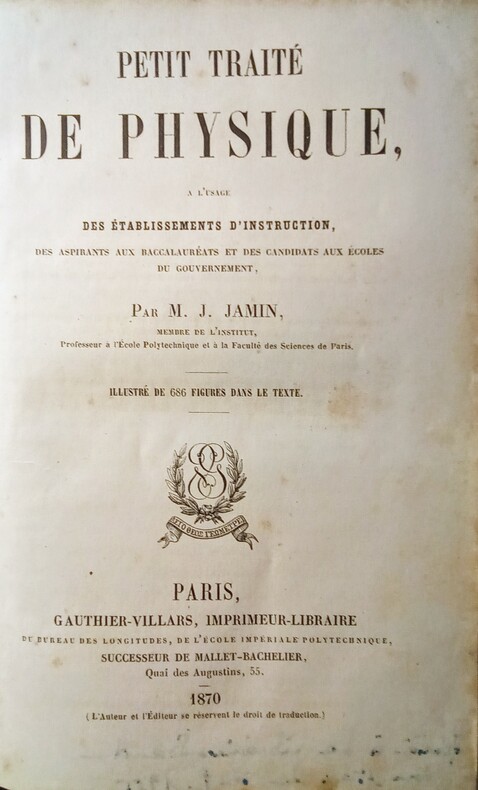 PETIT TRAITÉ
DE PHYSIQUE,
A L'USAGE
DES ÉTABLISSEMENTS D'INSTRUCTION,
DES ASPIRANTS AUX BACCALAURÉATS ET DES CANDIDATS AUX ÉCOLES
DU GOUVERNEMENT,
PAR M. J. JAMIN,
MEMBRE DE L'INSTITUT,
Professeur à l'École Polytechnique et à la Faculté des Sciences de Paris.
ILLUSTRÉ DE 686 FIGURES DANS LE TEXTE.
ΘΕΟΣ ΓΕΩΜΕΤΡΕΙ
PARIS,
GAUTHIER-VILLARS, IMPRIMEUR-LIBRAIRE
DU BUREAU DES LONGITUDES, DE L'ÉCOLE IMPÉRIALE POLYTECHNIQUE,
SUCCESSEUR DE MALLET-BACHELIER,
Quai des Augustins, 55.
1870
(L'Auteur et l'Éditeur se réservent le droit de traduction.)